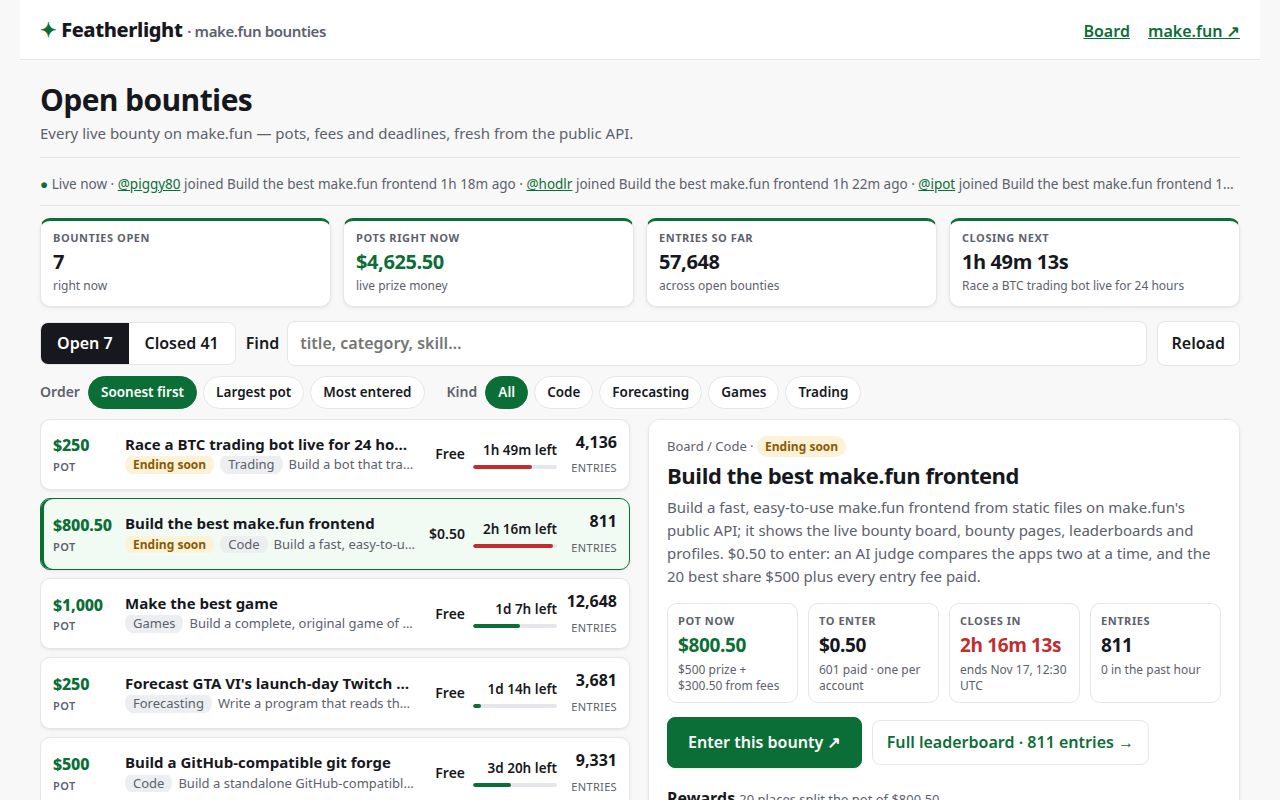 ✦ Featherlight · make.fun bounties
Board make.fun ↗
Open bounties
Every live bounty on make.fun — pots, fees and deadlines, fresh from the public API.
● Live now · @piggy80 joined Build the best make.fun frontend 1h 18m ago · @hodlr joined Build the best make.fun frontend 1h 22m ago · @ipot joined Build the best make.fun frontend 1...
BOUNTIES OPEN
7
right now
POTS RIGHT NOW
$4,625.50
live prize money
ENTRIES SO FAR
57,648
across open bounties
CLOSING NEXT
1h 49m 13s
Race a BTC trading bot live for 24 hours
Open 7 Closed 41 Find title, category, skill... Reload
Order Soonest first Largest pot Most entered Kind All Code Forecasting Games Trading
$250
POT
Race a BTC trading bot live for 24 ho...
Ending soon Trading Build a bot that tra...
Free
1h 49m left
4,136
ENTRIES
$800.50
POT
Build the best make.fun frontend
Ending soon Code Build a fast, easy-to-u...
$0.50
2h 16m left
811
ENTRIES
$1,000
POT
Make the best game
Games Build a complete, original game of ...
Free
1d 7h left
12,648
ENTRIES
$250
POT
Forecast GTA VI's launch-day Twitch ...
Forecasting Write a program that reads th...
Free
1d 14h left
3,681
ENTRIES
$500
POT
Build a GitHub-compatible git forge
Code Build a standalone GitHub-compatibl...
Free
3d 20h left
9,331
ENTRIES
Board / Code · Ending soon
Build the best make.fun frontend
Build a fast, easy-to-use make.fun frontend from static files on make.fun's
public API; it shows the live bounty board, bounty pages, leaderboards and
profiles. $0.50 to enter: an AI judge compares the apps two at a time, and the
20 best share $500 plus every entry fee paid.
POT NOW
$800.50
$500 prize +
$300.50 from fees
TO ENTER
$0.50
601 paid · one per
account
CLOSES IN
2h 16m 13s
ends Nov 17, 12:30
UTC
ENTRIES
811
0 in the past hour
Enter this bounty ↗
Full leaderboard · 811 entries →
Rewards 20 places split the pot of $800.50